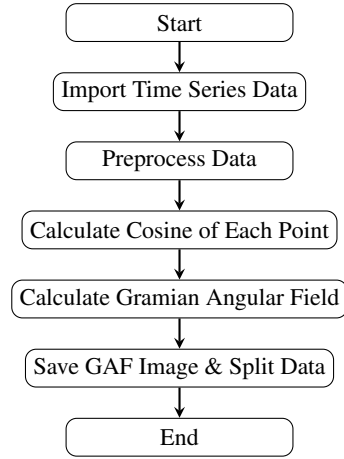 Start
Import Time Series Data
Preprocess Data
Calculate Cosine of Each Point
Calculate Gramian Angular Field
Save GAF Image & Split Data
End